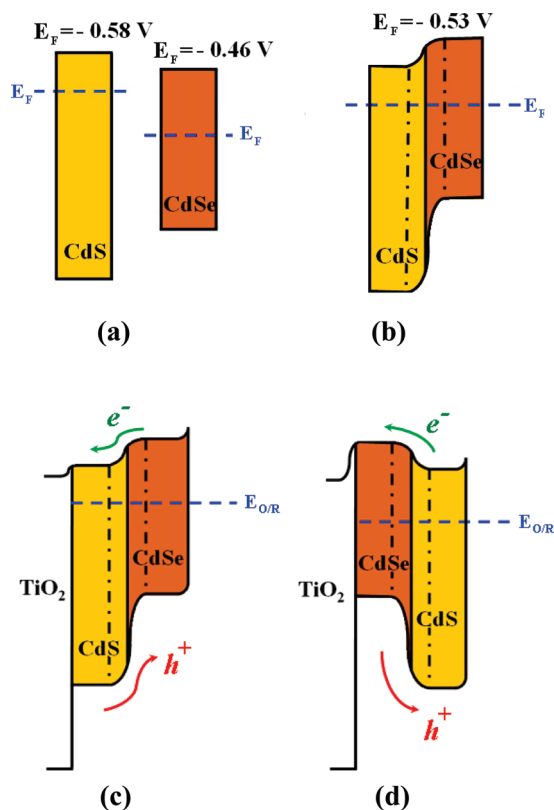 E_F = - 0.58 V
E_F = - 0.46 V
E_F
E_F
CdS
CdSe
(a)
E_F = - 0.53 V
E_F
CdSe
CdS
(b)
e⁻
E_O/R
CdSe
TiO₂
CdS
h⁺
(c)
e⁻
E_O/R
CdSe
TiO₂
CdS
h⁺
(d)